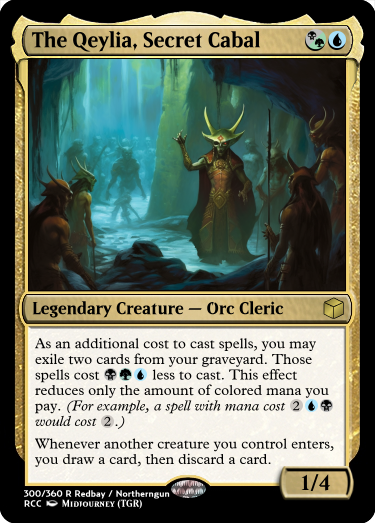 The Qeylia, Secret Cabal
Legendary Creature — Orc Cleric
As an additional cost to cast spells, you may
exile two cards from your graveyard. Those
spells cost less to cast. This effect
reduces only the amount of colored mana you
pay. (For example, a spell with mana cost 2
would cost 2.)
Whenever another creature you control enters,
you draw a card, then discard a card.
1/4
300/360 R Redbay / Northerngun
RCC Midjourney (TGR)